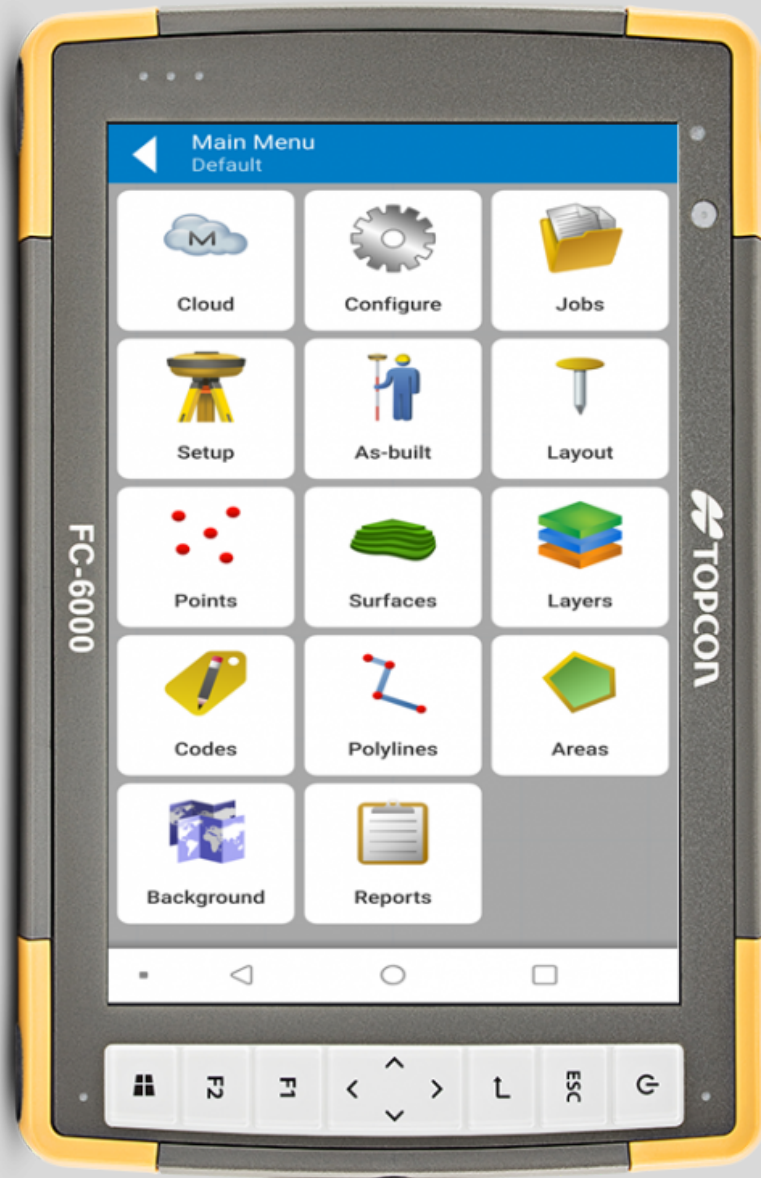 Main Menu
Default
M
Cloud
Configure
Jobs
Setup
As-built
Layout
Points
Surfaces
Layers
Codes
Polylines
Areas
Background
Reports
FC-6000
TOPCON
F2
F1
ESC